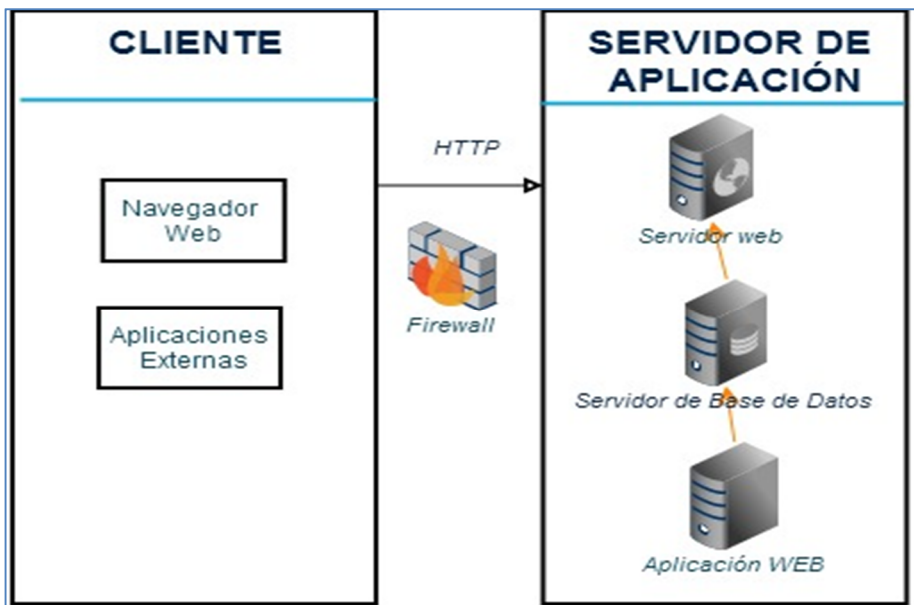 CLIENTE
Navegador
Web
Aplicaciones
Externas
HTTP
Firewall
SERVIDOR DE
APLICACIÓN
Servidor web
Servidor de Base de Datos
Aplicación WEB